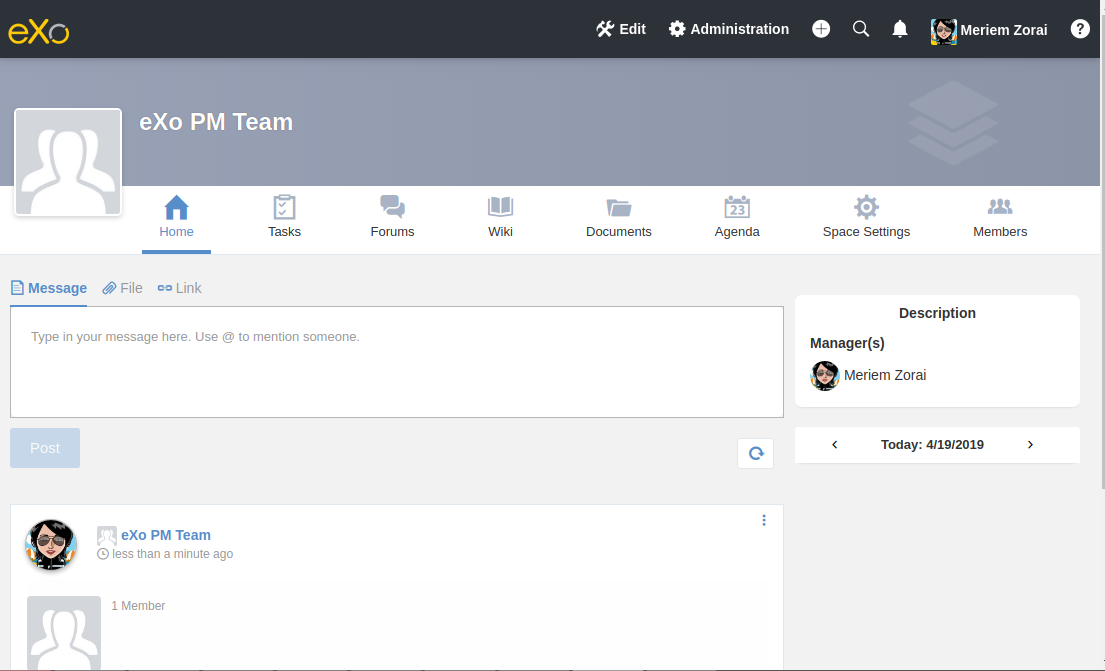 eXo
Edit
Administration
Meriem Zorai
?
eXo PM Team
Home
Tasks
Forums
Wiki
Documents
23
Agenda
Space Settings
Members
Message
File
Link
Type in your message here. Use @ to mention someone.
Post
Description
Manager(s)
Meriem Zorai
Today: 4/19/2019
eXo PM Team
less than a minute ago
1 Member